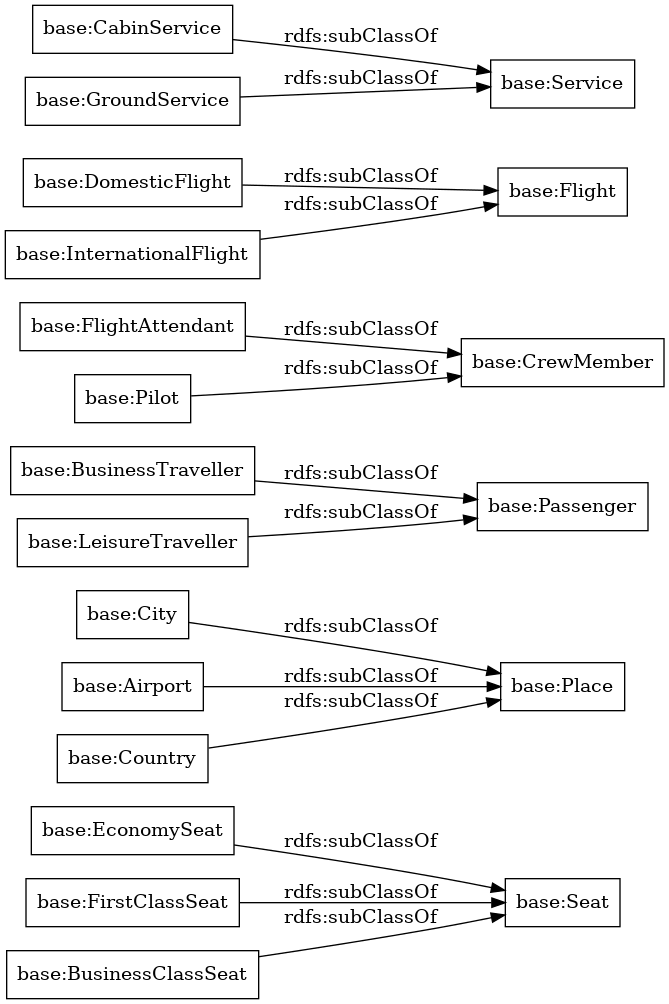 base:CabinService
rdfs:subClassOf
base:Service
base:GroundService
rdfs:subClassOf
base:DomesticFlight
rdfs:subClassOf
base:Flight
base:InternationalFlight
rdfs:subClassOf
base:FlightAttendant
rdfs:subClassOf
base:CrewMember
base:Pilot
rdfs:subClassOf
base:BusinessTraveller
rdfs:subClassOf
base:Passenger
base:LeisureTraveller
rdfs:subClassOf
base:City
rdfs:subClassOf
base:Airport
rdfs:subClassOf
base:Place
base:Country
rdfs:subClassOf
base:EconomySeat
rdfs:subClassOf
base:FirstClassSeat
rdfs:subClassOf
base:Seat
base:BusinessClassSeat
rdfs:subClassOf